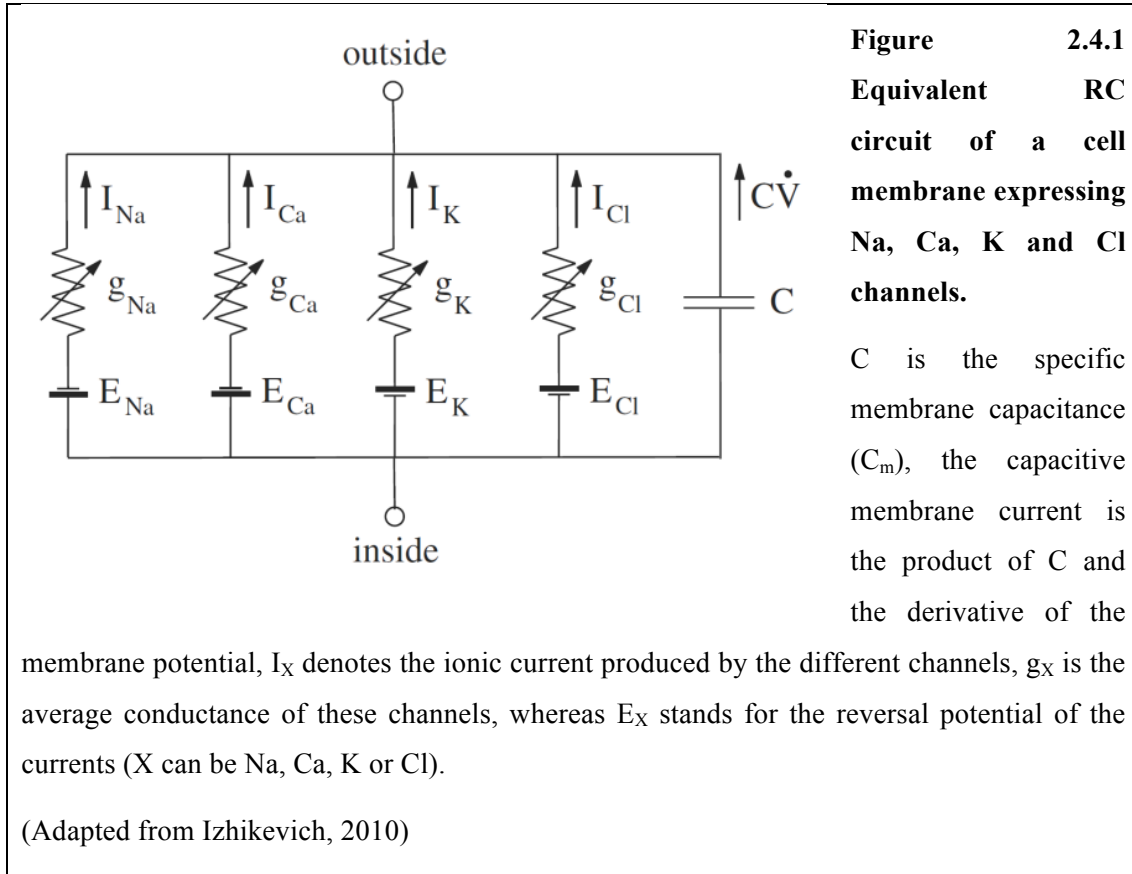 outside
I_Na I_Ca I_K I_Cl CV̇
g_Na g_Ca g_K g_Cl C
E_Na E_Ca E_K E_Cl
inside
Figure 2.4.1
Equivalent RC
circuit of a cell
membrane expressing
Na, Ca, K and Cl
channels.
C is the specific
membrane capacitance
(Cₘ), the capacitive
membrane current is
the product of C and
the derivative of the
membrane potential, I_X denotes the ionic current produced by the different channels, g_X is the
average conductance of these channels, whereas E_X stands for the reversal potential of the
currents (X can be Na, Ca, K or Cl).
(Adapted from Izhikevich, 2010)